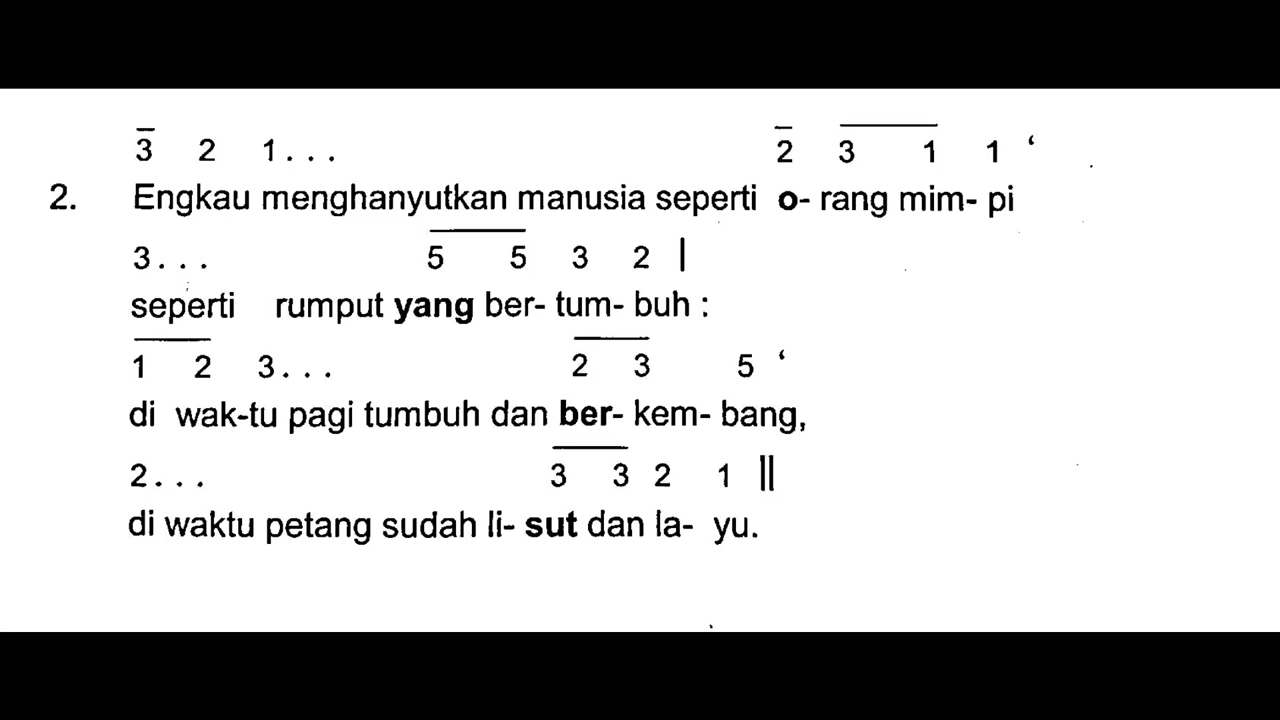 3 2 1 . . . 2 3 1 1 ‘
2. Engkau menghanyutkan manusia seperti o- rang mim- pi
3 . . . 5 5 3 2 |
seperti rumput yang ber- tum- buh :
1 2 3 . . . 2 3 5 ‘
di wak-tu pagi tumbuh dan ber- kem- bang,
2 . . . 3 3 2 1 ||
di waktu petang sudah li- sut dan la- yu.